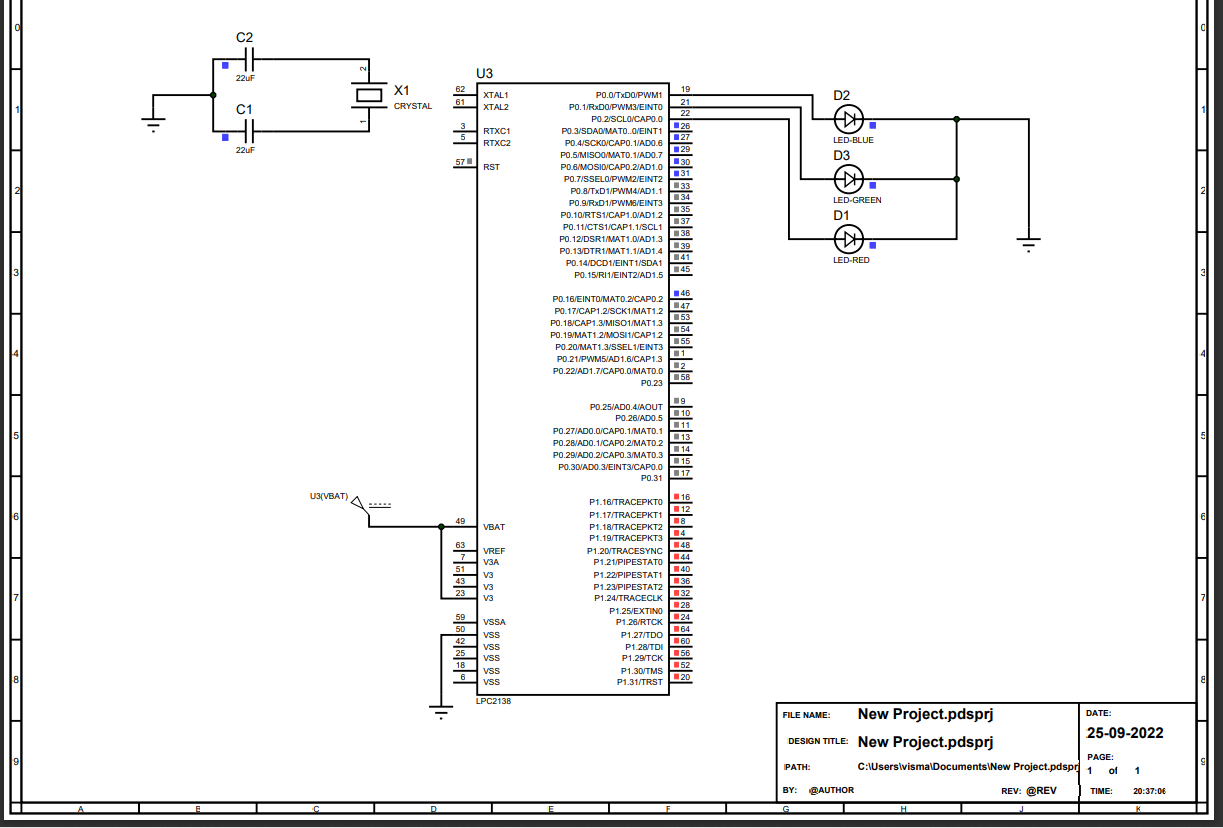 C2
22uF
C1
22uF
2
1
X1
CRYSTAL
U3
62 XTAL1
61 XTAL2
3 RTXC1
5 RTXC2
57 RST
49 VBAT
63 VREF
7 V3A
51 V3
43 V3
23 V3
59 VSSA
50 VSS
42 VSS
25 VSS
18 VSS
6 VSS
P0.0/TxD0/PWM1 19
P0.1/RxD0/PWM3/EINT0 21
P0.2/SCL0/CAP0.0 22
P0.3/SDA0/MAT0..0/EINT1 26
P0.4/SCK0/CAP0.1/AD0.6 27
P0.5/MISO0/MAT0.1/AD0.7 29
P0.6/MOSI0/CAP0.2/AD1.0 30
P0.7/SSEL0/PWM2/EINT2 31
P0.8/TxD1/PWM4/AD1.1 33
P0.9/RxD1/PWM6/EINT3 34
P0.10/RTS1/CAP1.0/AD1.2 35
P0.11/CTS1/CAP1.1/SCL1 37
P0.12/DSR1/MAT1.0/AD1.3 38
P0.13/DTR1/MAT1.1/AD1.4 39
P0.14/DCD1/EINT1/SDA1 41
P0.15/RI1/EINT2/AD1.5 45
P0.16/EINT0/MAT0.2/CAP0.2 46
P0.17/CAP1.2/SCK1/MAT1.2 47
P0.18/CAP1.3/MISO1/MAT1.3 53
P0.19/MAT1.2/MOSI1/CAP1.2 54
P0.20/MAT1.3/SSEL1/EINT3 55
P0.21/PWM5/AD1.6/CAP1.3 1
P0.22/AD1.7/CAP0.0/MAT0.0 2
P0.23 58
P0.25/AD0.4/AOUT 9
P0.26/AD0.5 10
P0.27/AD0.0/CAP0.1/MAT0.1 11
P0.28/AD0.1/CAP0.2/MAT0.2 13
P0.29/AD0.2/CAP0.3/MAT0.3 14
P0.30/AD0.3/EINT3/CAP0.0 15
P0.31 17
P1.16/TRACEPKT0 16
P1.17/TRACEPKT1 12
P1.18/TRACEPKT2 8
P1.19/TRACEPKT3 4
P1.20/TRACESYNC 48
P1.21/PIPESTAT0 44
P1.22/PIPESTAT1 40
P1.23/PIPESTAT2 36
P1.24/TRACECLK 32
P1.25/EXTIN0 28
P1.26/RTCK 24
P1.27/TDO 64
P1.28/TDI 60
P1.29/TCK 56
P1.30/TMS 52
P1.31/TRST 20
LPC2138
U3(VBAT)
D2
LED-BLUE
D3
LED-GREEN
D1
LED-RED
FILE NAME: New Project.pdsprj
DESIGN TITLE: New Project.pdsprj
PATH: C:\Users\visma\Documents\New Project.pdsprj
BY: @AUTHOR REV: @REV
DATE:
25-09-2022
PAGE:
1 of 1
TIME: 20:37:06
0 0
1 1
2 2
3 3
4 4
5 5
6 6
7 7
8 8
9 9
A B C D E F G H J K